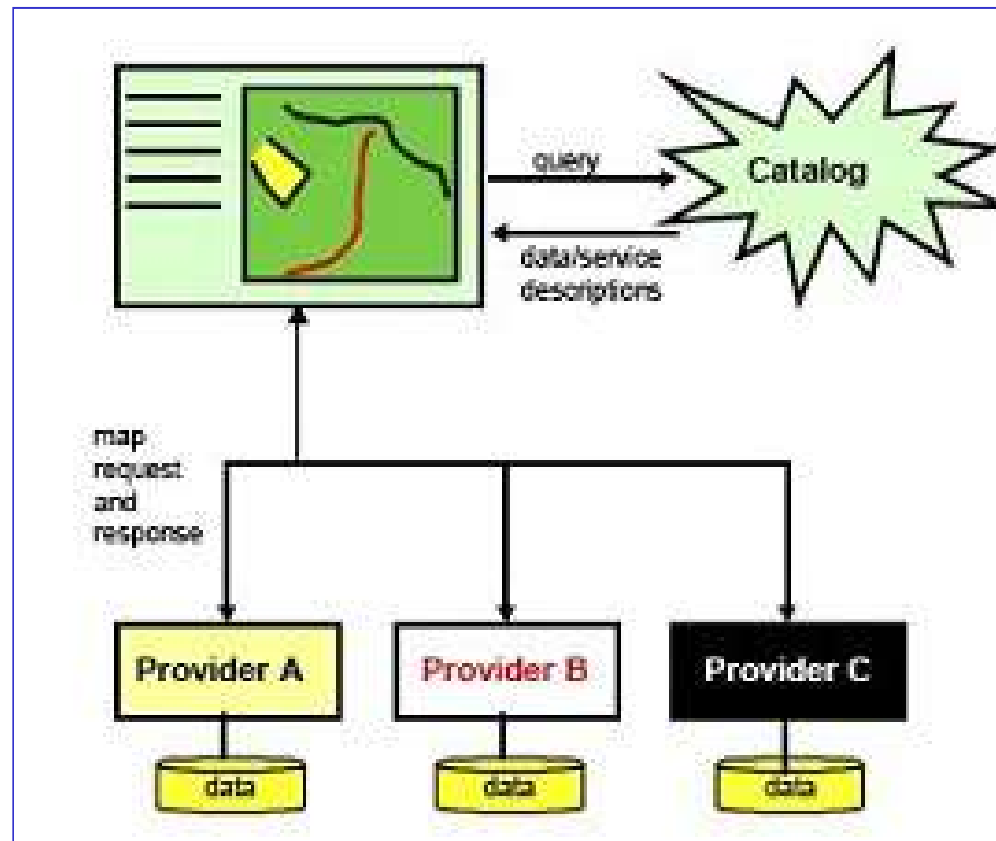 query
Catalog
data/service
descriptions
map
request
and
response
Provider A
Provider B
Provider C
data
data
data